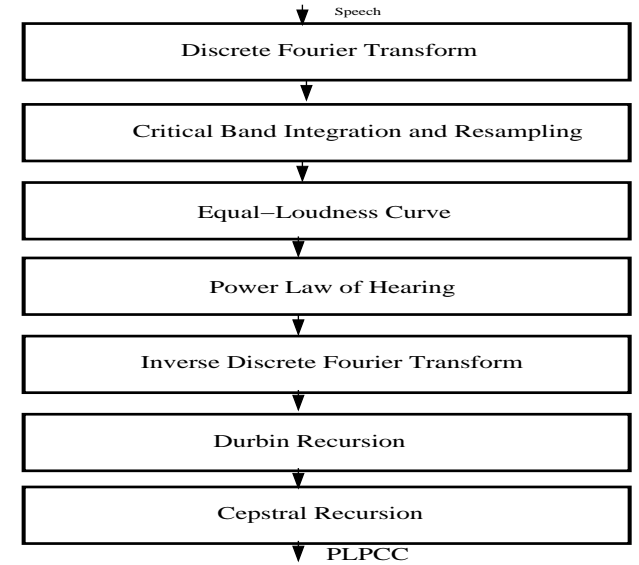 Speech
Discrete Fourier Transform
Critical Band Integration and Resampling
Equal−Loudness Curve
Power Law of Hearing
Inverse Discrete Fourier Transform
Durbin Recursion
Cepstral Recursion
PLPCC